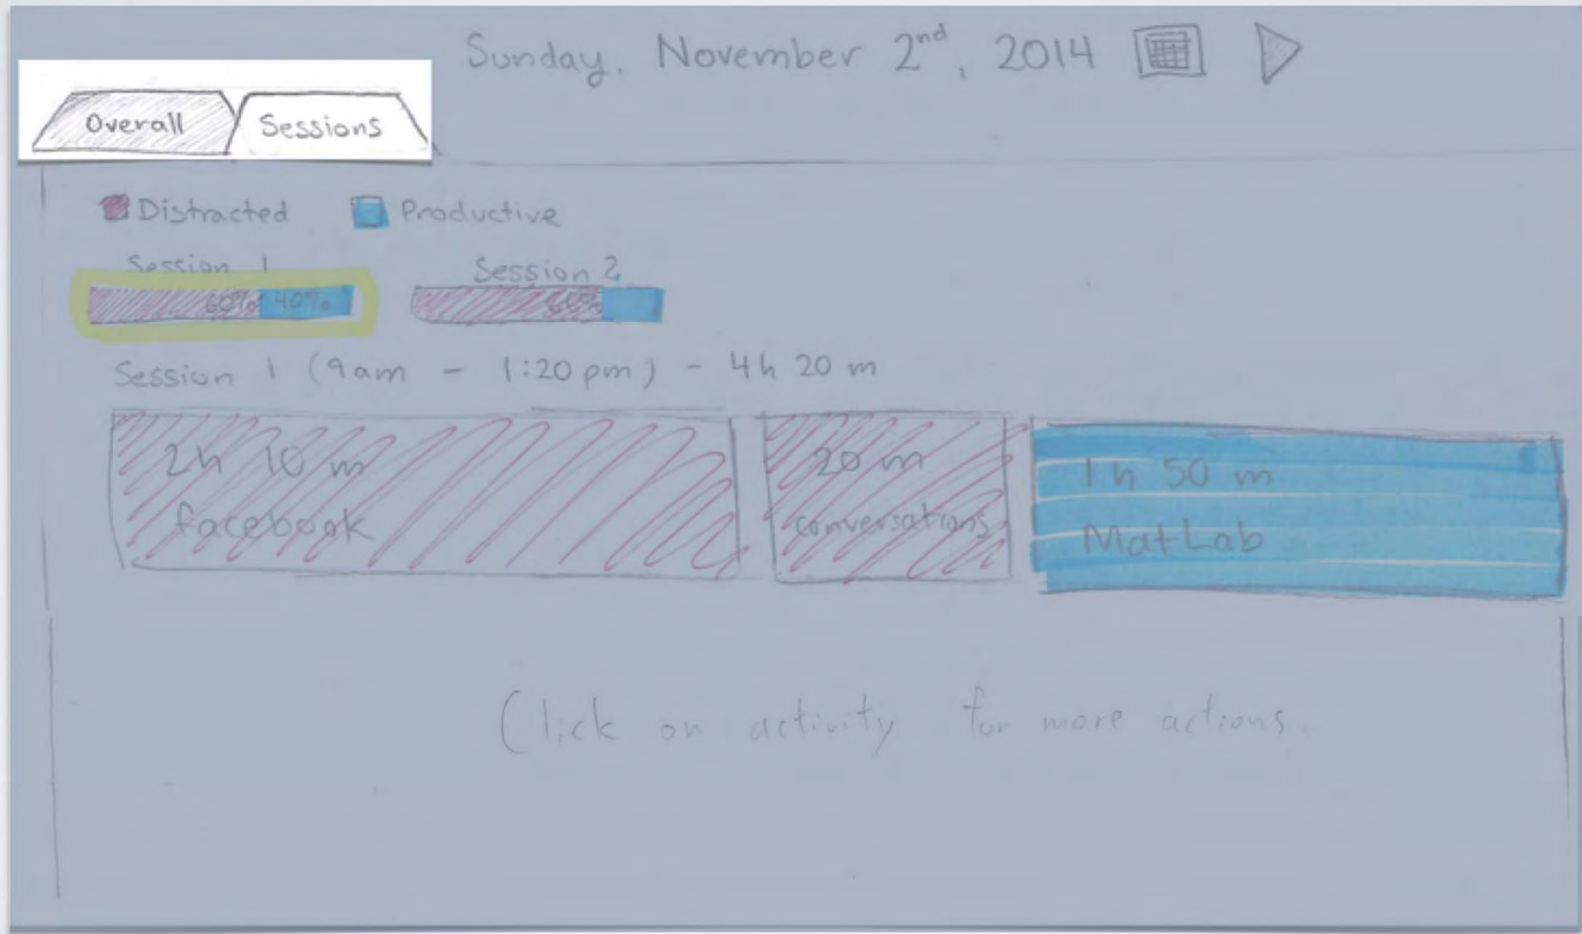 Sunday, November 2nd, 2014
Overall Sessions
Distracted Productive
Session 1 Session 2
60% 40%
Session 1 (9am - 1:20 pm) - 4h 20 m
2h 10 m 20 m 1h 50 m
facebook conversations MatLab
Click on activity for more actions.